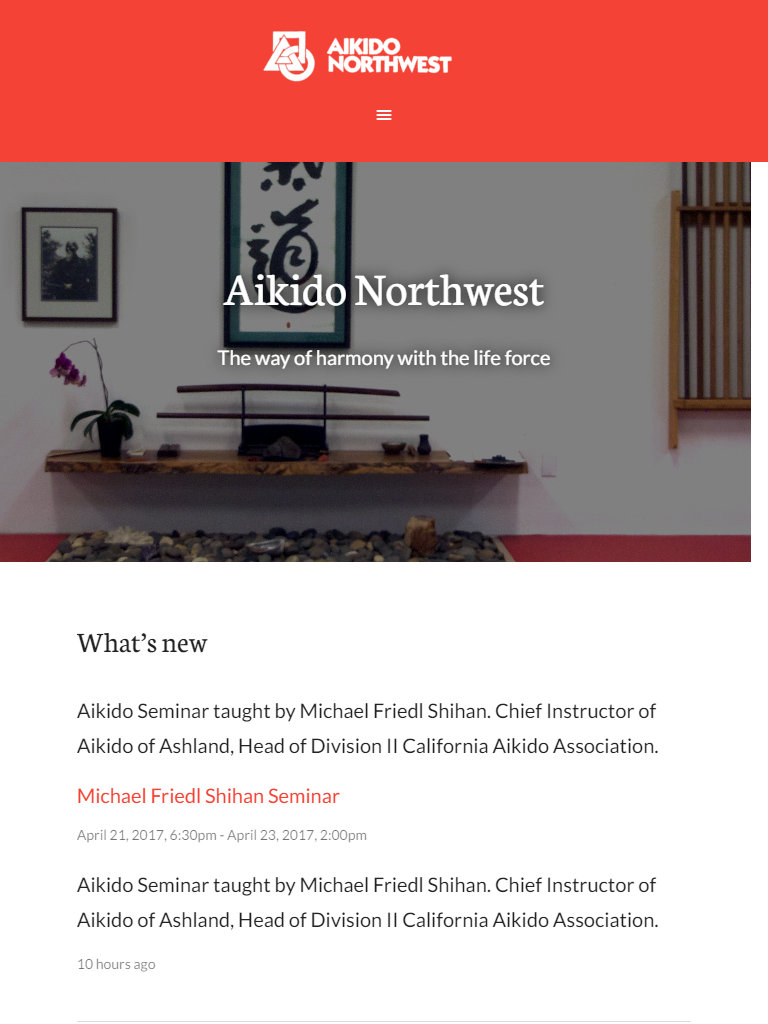 AIKIDO
NORTHWEST
氣
道
Aikido Northwest
The way of harmony with the life force
What’s new
Aikido Seminar taught by Michael Friedl Shihan. Chief Instructor of
Aikido of Ashland, Head of Division II California Aikido Association.
Michael Friedl Shihan Seminar
April 21, 2017, 6:30pm - April 23, 2017, 2:00pm
Aikido Seminar taught by Michael Friedl Shihan. Chief Instructor of
Aikido of Ashland, Head of Division II California Aikido Association.
10 hours ago